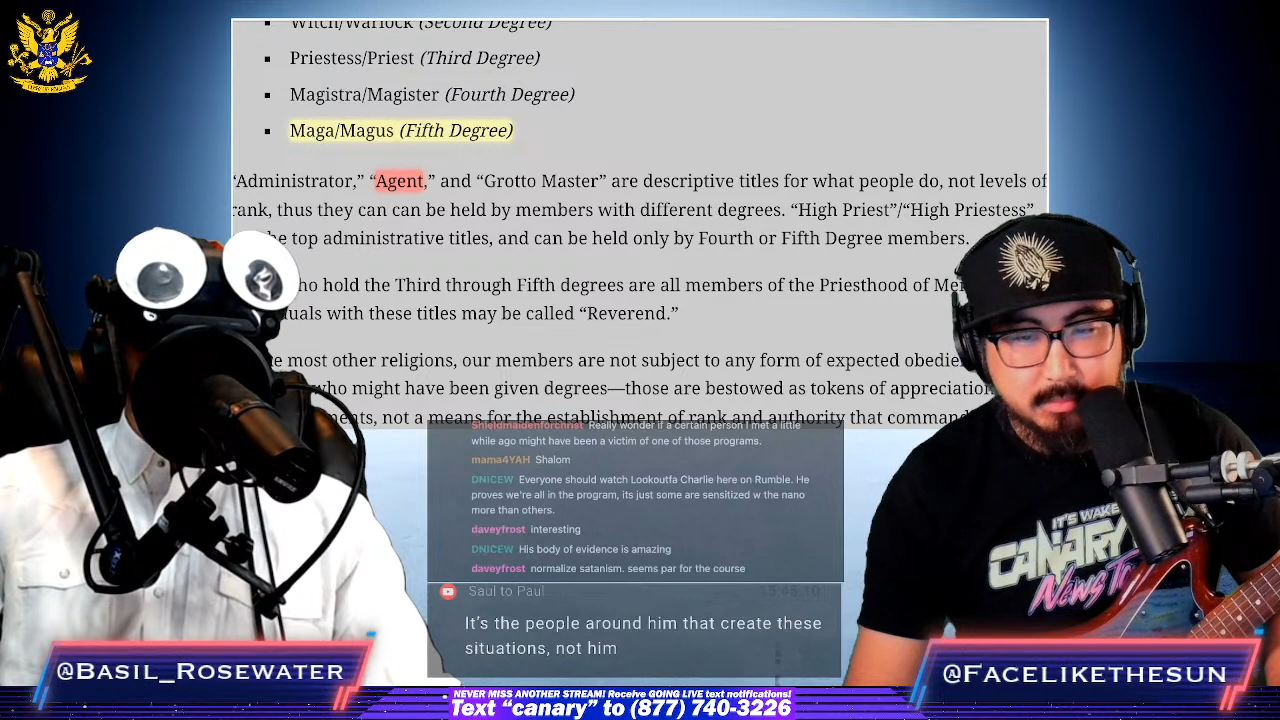 Witch/Warlock (Second Degree)
Priestess/Priest (Third Degree)
Magistra/Magister (Fourth Degree)
Maga/Magus (Fifth Degree)
“Administrator,” “Agent,” and “Grotto Master” are descriptive titles for what people do, not levels of
rank, thus they can can be held by members with different degrees. “High Priest”/“High Priestess”
top administrative titles, and can be held only by Fourth or Fifth Degree members.
hold the Third through Fifth degrees are all members of the Priesthood of
with these titles may be called “Reverend.”
most other religions, our members are not subject to any form of expected
who might have been given degrees—those are bestowed as tokens of appreciation
not a means for the establishment of rank and authority that
Shieldmaidenforchrist Really wonder if a certain person I met a little
while ago might have been a victim of one of those programs.
mama4YAH Shalom
DNICEW Everyone should watch Lookoutfa Charlie here on Rumble. He
proves we're all in the program, its just some are sensitized w the nano
more than others.
daveyfrost interesting
DNICEW His body of evidence is amazing
daveyfrost normalize satanism. seems par for the course
Saul to Paul
It's the people around him that create these
situations, not him
IT'S WAKE
CANARY
News
@Basil_Rosewater
@Facelikethesun
NEVER MISS ANOTHER STREAM! Receive GOING LIVE text notifications!
Text "canary" to (877) 740-3226